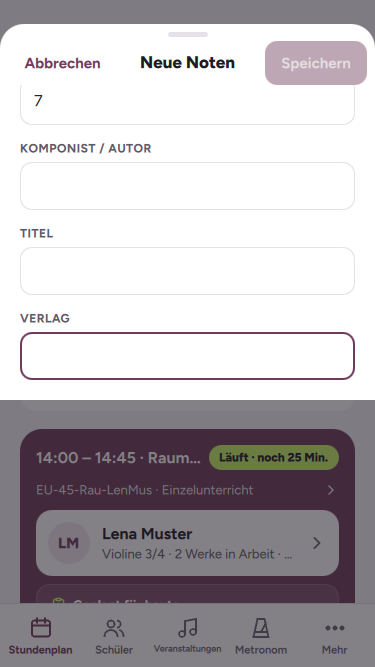 Abbrechen
Neue Noten
Speichern
7
KOMPONIST / AUTOR
TITEL
VERLAG
14:00 – 14:45 · Raum...
Läuft · noch 25 Min.
EU-45-Rau-LenMus · Einzelunterricht
LM
Lena Muster
Violine 3/4 · 2 Werke in Arbeit · ...
Stundenplan
Schüler
Veranstaltungen
Metronom
Mehr